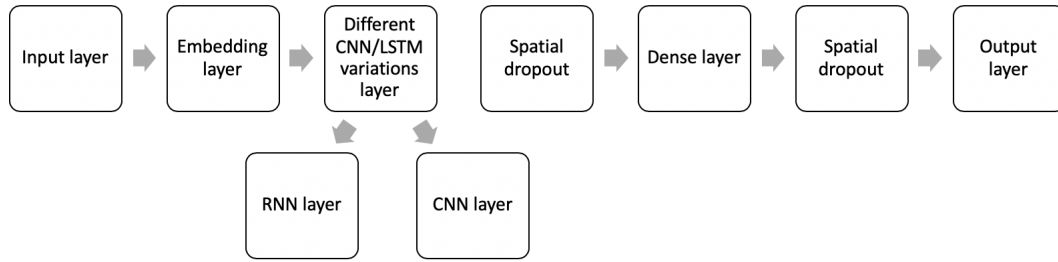 Input layer
Embedding
layer
Different
CNN/LSTM
variations
layer
Spatial
dropout
Dense layer
Spatial
dropout
Output
layer
RNN layer
CNN layer